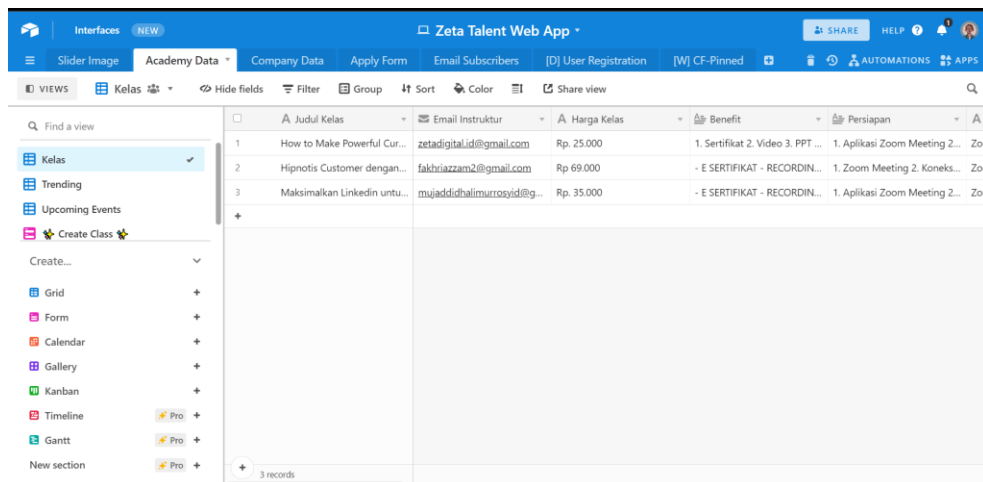 Interfaces NEW Zeta Talent Web App SHARE HELP 1
Slider Image Academy Data Company Data Apply Form Email Subscribers [D] User Registration [W] CF-Pinned AUTOMATIONS APPS
VIEWS Kelas Hide fields Filter Group Sort Color Share view
Find a view
Kelas
Trending
Upcoming Events
Create Class
Create...
Grid
Form
Calendar
Gallery
Kanban
Timeline Pro
Gantt Pro
New section Pro
Judul Kelas Email Instruktur Harga Kelas Benefit Persiapan
1 How to Make Powerful Cur... zetadigital.id@gmail.com Rp. 25.000 1. Sertifikat 2. Video 3. PPT ... 1. Aplikasi Zoom Meeting 2... Zo
2 Hipnotis Customer dengan... fakhriazzam2@gmail.com Rp 69.000 - E SERTIFIKAT - RECORDIN... 1. Zoom Meeting 2. Koneks... Zo
3 Maksimalkan Linkedin untu... mujaddidhalimurrosyid@g... Rp. 35.000 - E SERTIFIKAT - RECORDIN... 1. Aplikasi Zoom Meeting 2... Zo
3 records